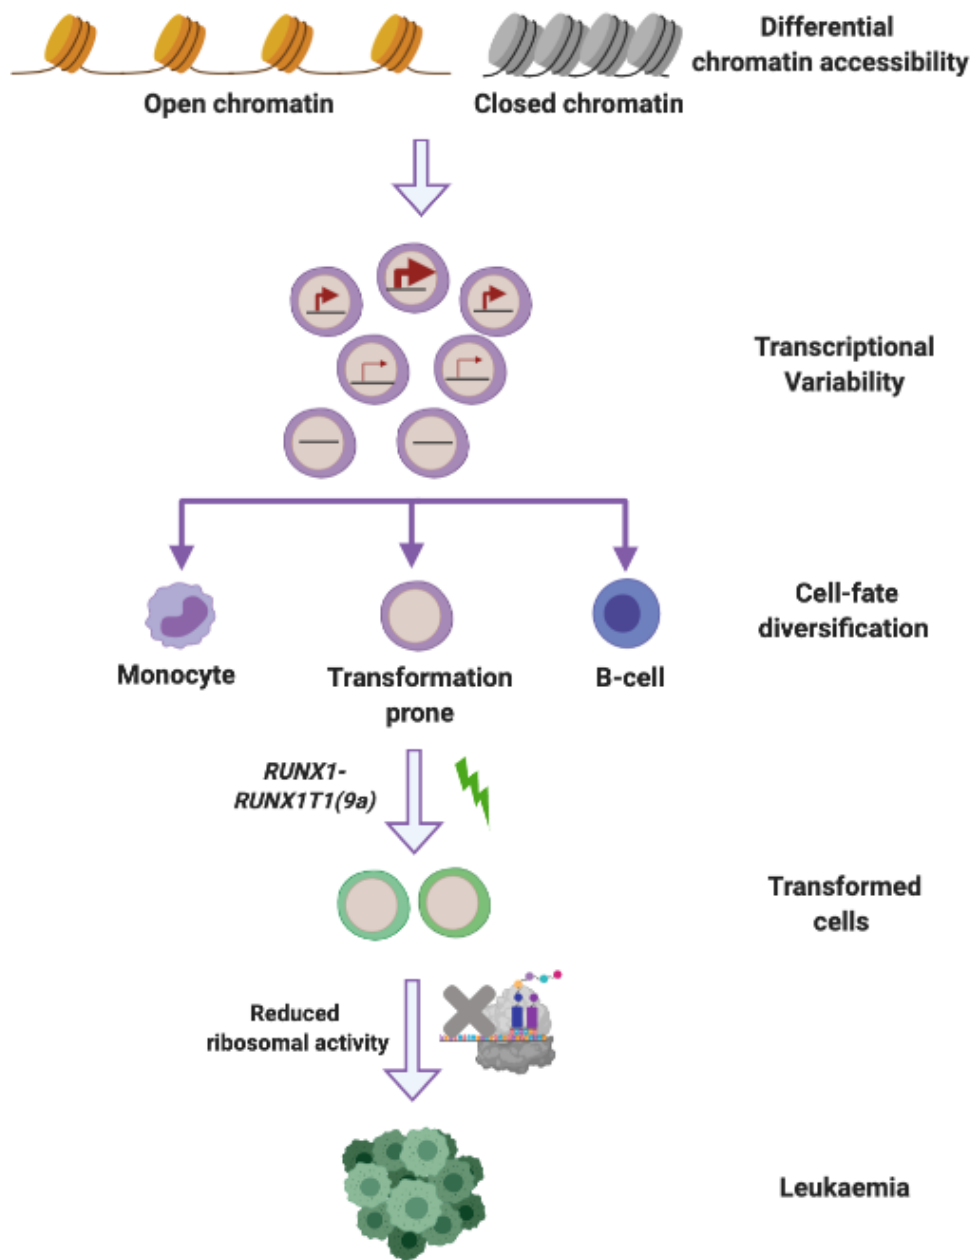 Differential
chromatin accessibility
Open chromatin
Closed chromatin
Transcriptional
Variability
Cell-fate
diversification
Monocyte
Transformation
prone
B-cell
RUNX1-
RUNX1T1(9a)
Transformed
cells
Reduced
ribosomal activity
Leukaemia